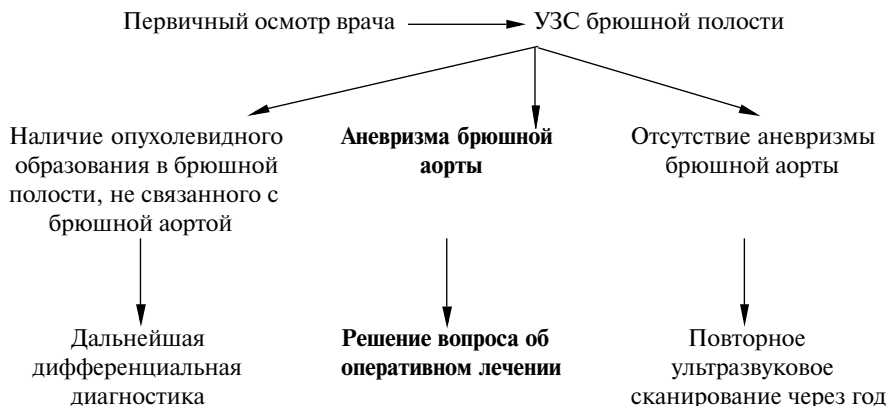 Первичный осмотр врача УЗС брюшной полости
Наличие опухолевидного
образования в брюшной
полости, не связанного с
брюшной аортой
Аневризма брюшной
аорты
Отсутствие аневризмы
брюшной аорты
Дальнейшая
дифференциальная
диагностика
Решение вопроса об
оперативном лечении
Повторное
ультразвуковое
сканирование через год